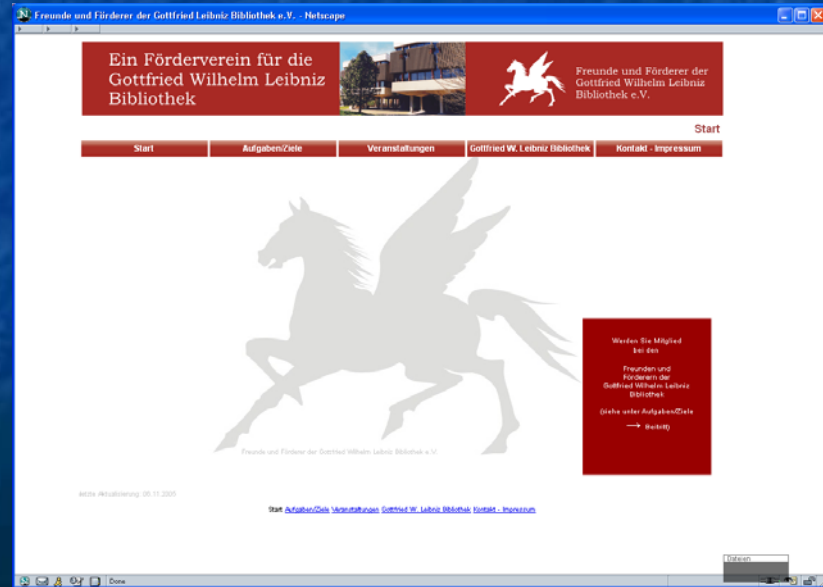 Freunde und Förderer der Gottfried Leibniz Bibliothek e.V. - Netscape
Ein Förderverein für die
Gottfried Wilhelm Leibniz
Bibliothek
Freunde und Förderer der
Gottfried Wilhelm Leibniz
Bibliothek e.V.
Start
Start Aufgaben/Ziele Veranstaltungen Gottfried W. Leibniz Bibliothek Kontakt - Impressum
Werden Sie Mitglied
bei den
Freunden und
Förderern der
Gottfried Wilhelm Leibniz
Bibliothek
(siehe unter Aufgaben/Ziele
→ Beitritt)
Freunde und Förderer der Gottfried Wilhelm Leibniz Bibliothek e.V.
letzte Aktualisierung: 05.11.2005
Start Aufgaben/Ziele Veranstaltungen Gottfried W. Leibniz Bibliothek Kontakt - Impressum
Dateien
Done